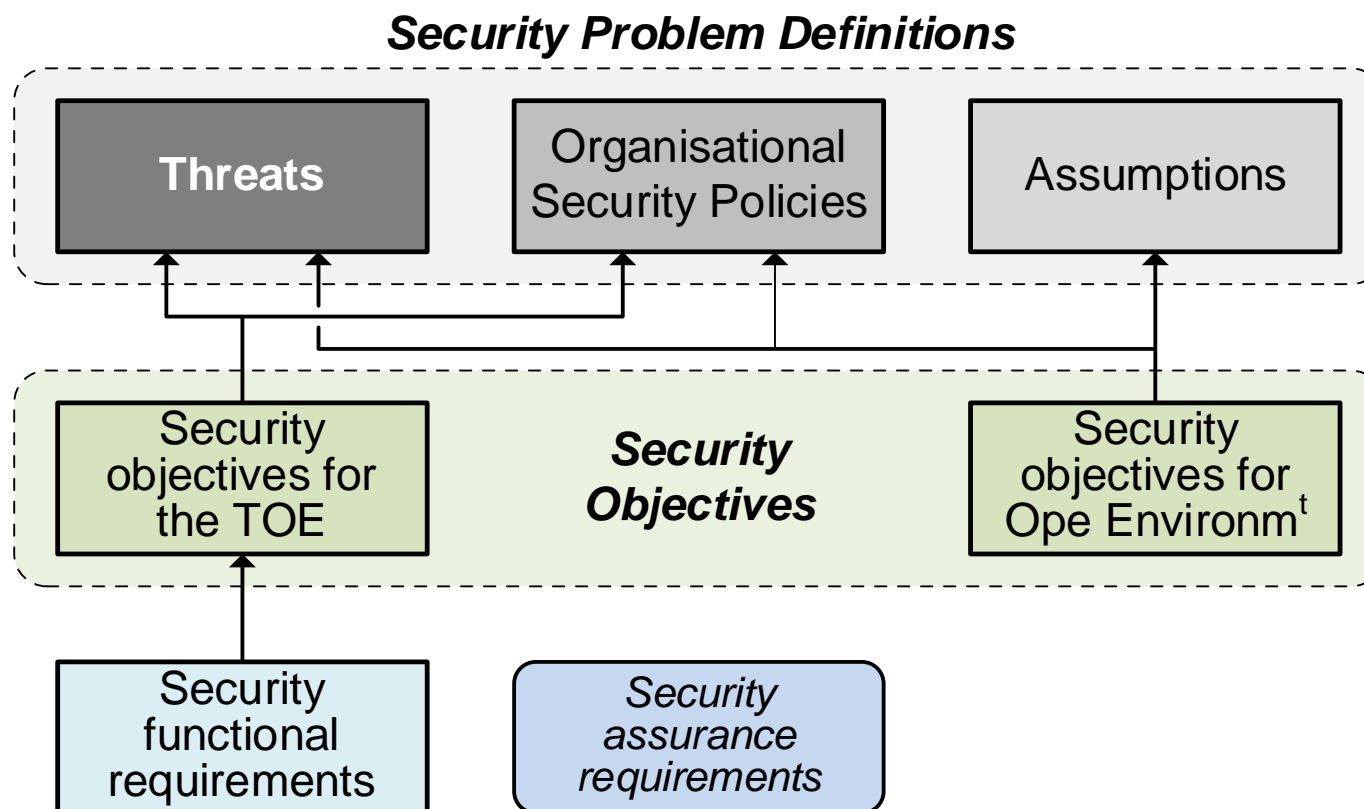 Security Problem Definitions
Threats
Organisational
Security Policies
Assumptions
Security
objectives for
the TOE
Security
Objectives
Security
objectives for
Ope Environmᵗ
Security
functional
requirements
Security
assurance
requirements